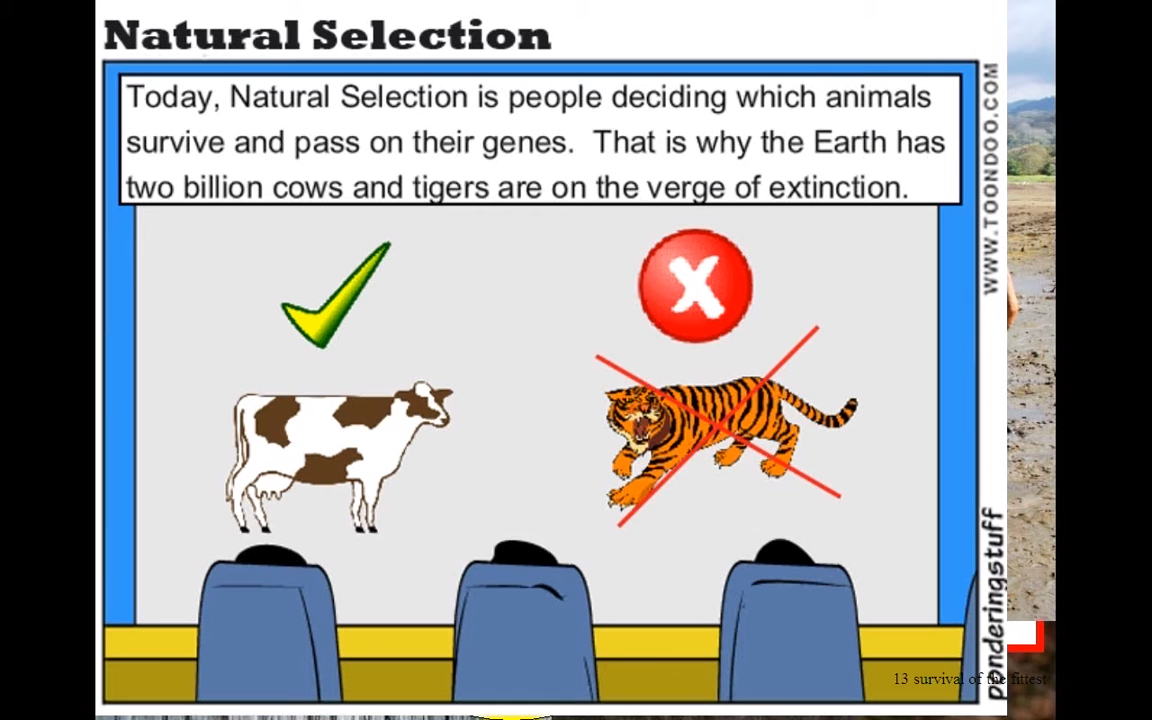 Natural Selection
Today, Natural Selection is people deciding which animals
survive and pass on their genes. That is why the Earth has
two billion cows and tigers are on the verge of extinction.
X
WWW.TOONDOO.COM
ponderingstuff
13 survival of the fittest